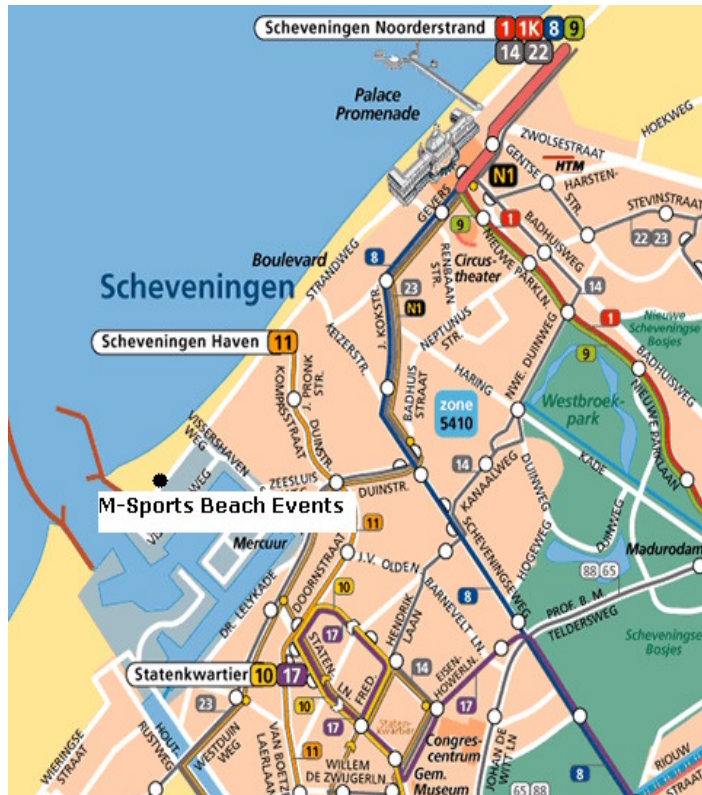 Scheveningen Noorderstrand 1 1K 8 9
14 22
Palace
Promenade
HOEKWEG
ZWOLSESTRAAT
GENTSE
STR.
HTM
HARSTEN-
N1
STEVINSTRAAT
GEVERS
9
1
22 23
BADHUISWEG
NIEUWE PARKLN.
Circus-
theater
RENBAAN
STR.
Boulevard
STRANDWEG
8
14
23
N1
Scheveningen
KEIZERSTR.
J. KOKSTR.
NEPTUNUS
STR.
Nieuwe
Scheveningse
Bosjes
1
9
BADHUISWEG
NWE. DUINWEG
Scheveningen Haven 11
J. PRONK
STR.
KOMPASSTRAAT
DUINSTR.
HARING
KADE
BADHUIS
STRAAT
zone
5410
Westbroek-
park
NIEUWE PARKLAAN
VISSERSHAVEN
WEG
ZEESLUIS
DUINSTR.
14
KANAALWEG
DUINWEG
DUINWEG
M-Sports Beach Events
11
Mercuur
SCHEVENINGSEWEG
HOGEWEG
Madurodam
DOORNSTRAAT
J.V. OLDEN-
BARNEVELT LN.
88 65
8
DR. LELYKADE
10
PROF. B. M.
TELDERSWEG
17
HENDRIK
LAAN
Scheveningse
Bosjes
STATEN
LN.
FRED.
Statenkwartier 10 17
14
EISEN-
HOWERLN.
17
10
23
17
Staten-
kwartier
HOUT-
RUSTWEG
WESTDUIN
WEG
WIERINGSE
STRAAT
VAN BOETZ
LAERLAAN
11
WILLEM
DE ZWIJGERLN.
Congres-
centrum
Gem.
Museum
JOHAN DE
WITT LN
65 88
8
RIOUW
STRAAT